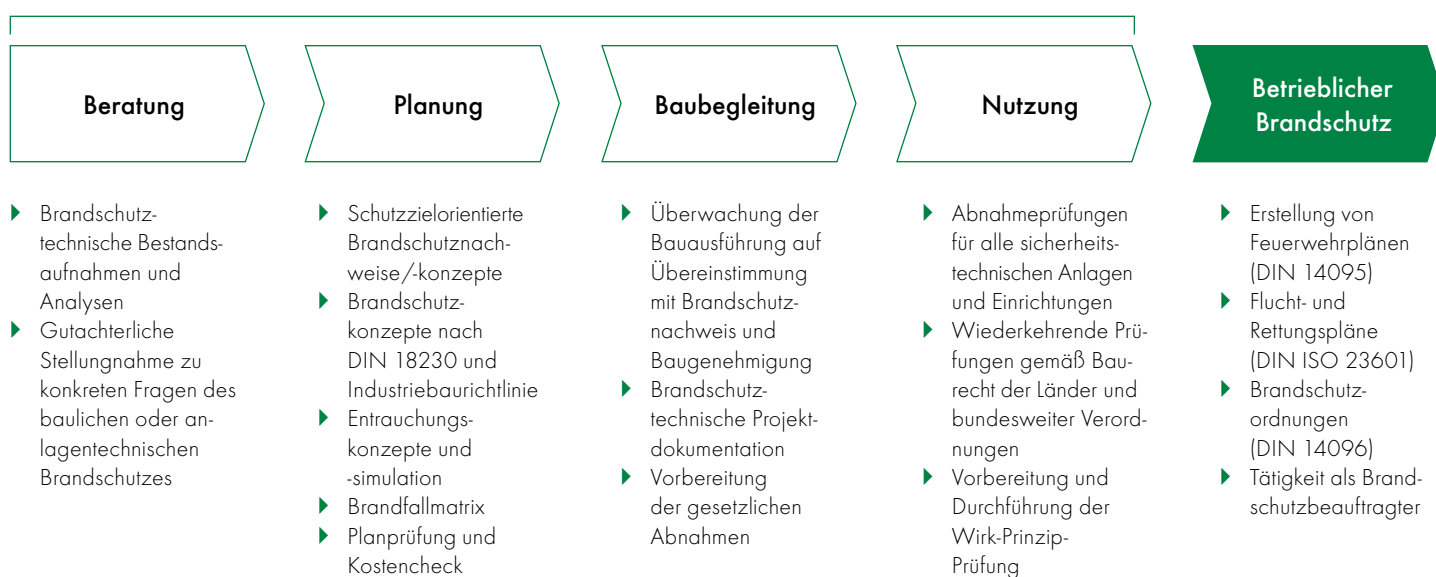 Beratung
Brandschutz-
technische Bestands-
aufnahmen und
Analysen
Gutachterliche
Stellungnahme zu
konkreten Fragen des
baulichen oder an-
lagentechnischen
Brandschutzes
Planung
Schutzzielorientierte
Brandschutznach-
weise/-konzepte
Brandschutz-
konzepte nach
DIN 18230 und
Industriebaurichtlinie
Entrauchungs-
konzepte und
-simulation
Brandfallmatrix
Planprüfung und
Kostencheck
Baubegleitung
Überwachung der
Bauausführung auf
Übereinstimmung
mit Brandschutz-
nachweis und
Baugenehmigung
Brandschutz-
technische Projekt-
dokumentation
Vorbereitung
der gesetzlichen
Abnahmen
Nutzung
Abnahmeprüfungen
für alle sicherheits-
technischen Anlagen
und Einrichtungen
Wiederkehrende Prü-
fungen gemäß Bau-
recht der Länder und
bundesweiter Verord-
nungen
Vorbereitung und
Durchführung der
Wirk-Prinzip-
Prüfung
Betrieblicher
Brandschutz
Erstellung von
Feuerwehrplänen
(DIN 14095)
Flucht- und
Rettungspläne
(DIN ISO 23601)
Brandschutz-
ordnungen
(DIN 14096)
Tätigkeit als Brand-
schutzbeauftragter